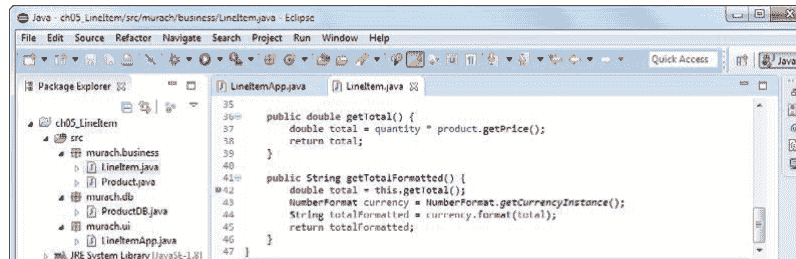 Java - ch05_LineItem/src/murach/business/LineItem.java - Eclipse
File Edit Source Refactor Navigate Search Project Run Window Help
Quick Access
Java
Package Explorer
ch05_LineItem
src
murach.business
LineItem.java
Product.java
murach.db
ProductDB.java
murach.ui
LineItemApp.java
JRE System Library [JavaSE-1.8]
LineItemApp.java LineItem.java
35
36 public double getTotal() {
37 double total = quantity * product.getPrice();
38 return total;
39 }
40
41 public String getTotalFormatted() {
42 double total = this.getTotal();
43 NumberFormat currency = NumberFormat.getCurrencyInstance();
44 String totalFormatted = currency.format(total);
45 return totalFormatted;
46 }
47 }